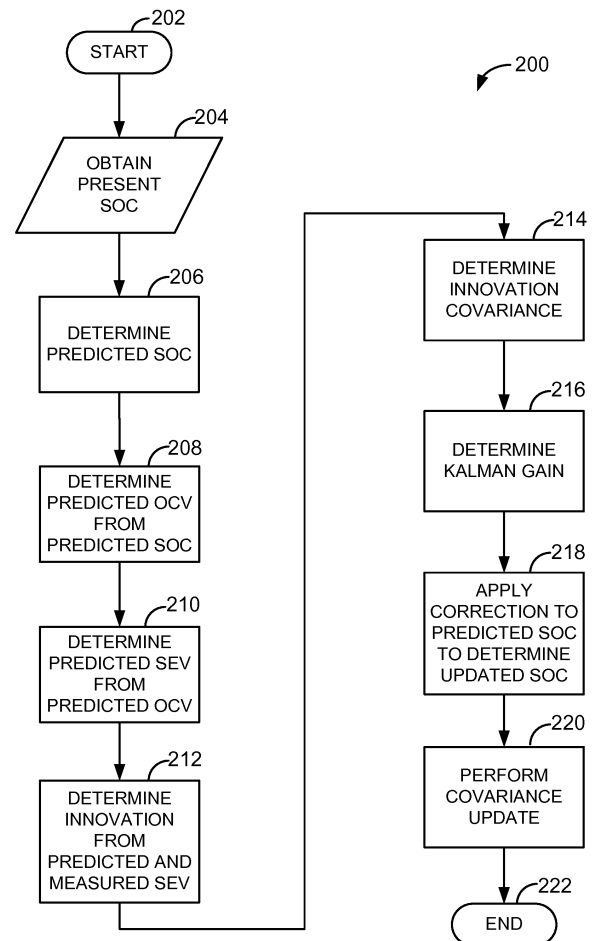 202
START
200
204
OBTAIN
PRESENT
SOC
206
DETERMINE
PREDICTED SOC
208
DETERMINE
PREDICTED OCV
FROM
PREDICTED SOC
210
DETERMINE
PREDICTED SEV
FROM
PREDICTED OCV
212
DETERMINE
INNOVATION
FROM
PREDICTED AND
MEASURED SEV
214
DETERMINE
INNOVATION
COVARIANCE
216
DETERMINE
KALMAN GAIN
218
APPLY
CORRECTION TO
PREDICTED SOC
TO DETERMINE
UPDATED SOC
220
PERFORM
COVARIANCE
UPDATE
222
END